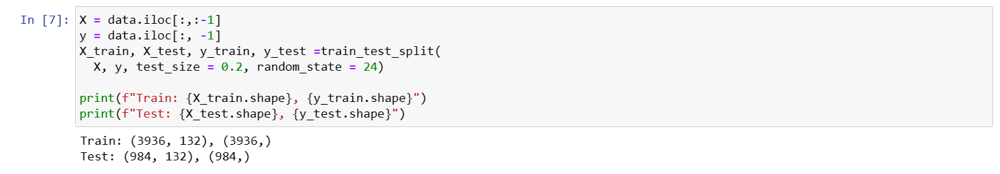 In [7]: X = data.iloc[:,:-1]
y = data.iloc[:, -1]
X_train, X_test, y_train, y_test =train_test_split(
  X, y, test_size = 0.2, random_state = 24)

print(f"Train: {X_train.shape}, {y_train.shape}")
print(f"Test: {X_test.shape}, {y_test.shape}")
Train: (3936, 132), (3936,)
Test: (984, 132), (984,)